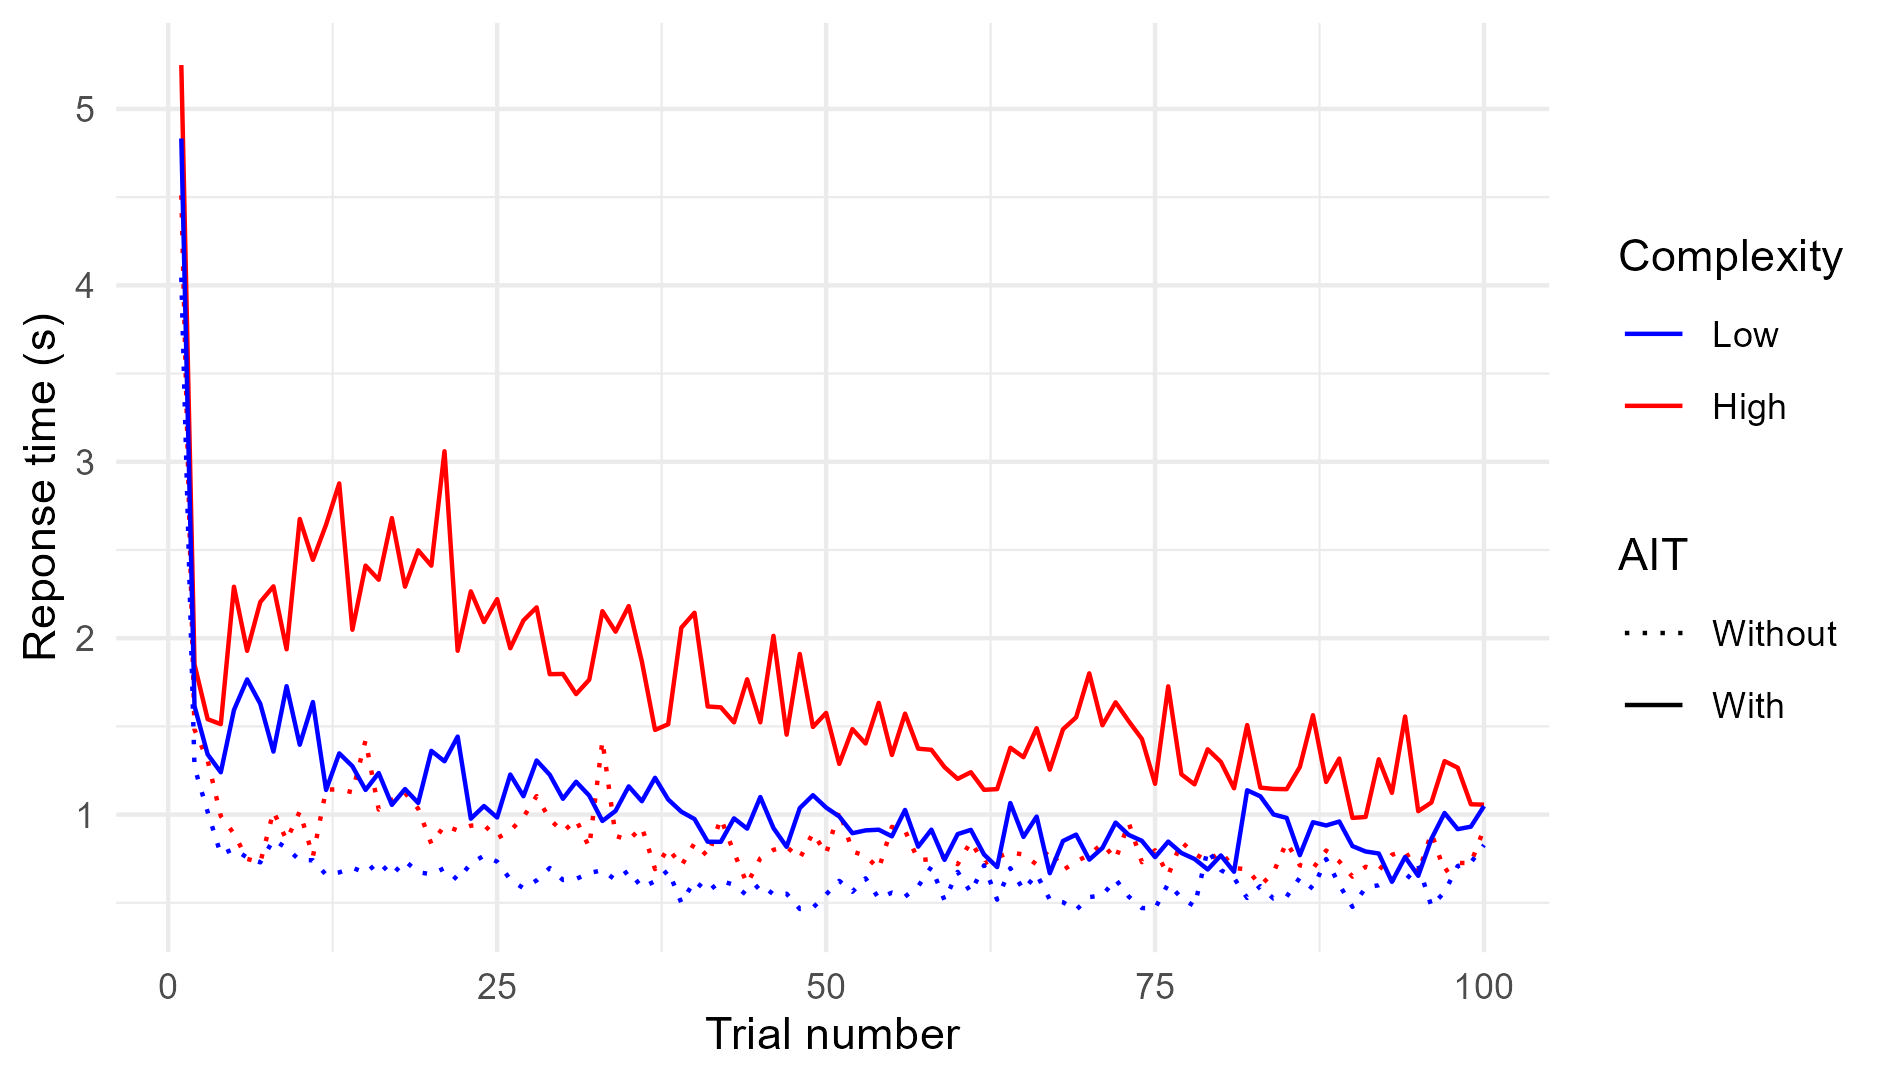 5
4
3
2
1
Reponse time (s)
0 25 50 75 100
Trial number
Complexity
Low
High
AIT
Without
With